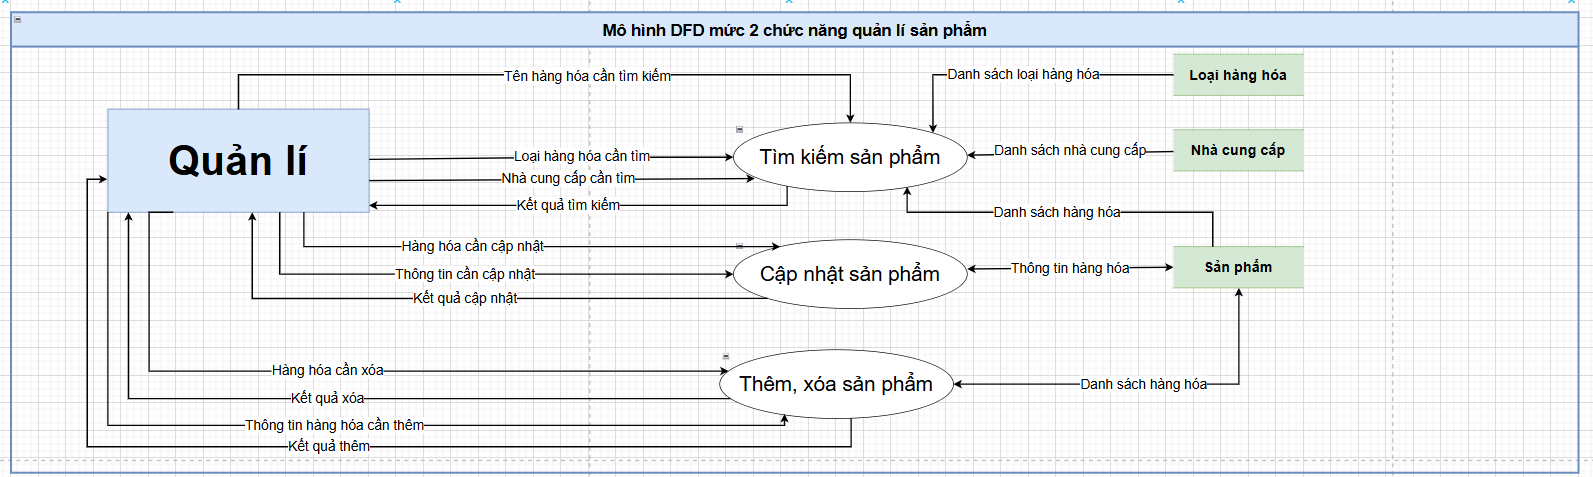 Mô hình DFD mức 2 chức năng quản lí sản phẩm
Tên hàng hóa cần tìm kiếm
Danh sách loại hàng hóa
Loại hàng hóa
Quản lí
Loại hàng hóa cần tìm
Tìm kiếm sản phẩm
Danh sách nhà cung cấp
Nhà cung cấp
Nhà cung cấp cần tìm
Kết quả tìm kiếm
Danh sách hàng hóa
Hàng hóa cần cập nhật
Thông tin cần cập nhật
Cập nhật sản phẩm
Thông tin hàng hóa
Sản phẩm
Kết quả cập nhật
Hàng hóa cần xóa
Thêm, xóa sản phẩm
Danh sách hàng hóa
Kết quả xóa
Thông tin hàng hóa cần thêm
Kết quả thêm